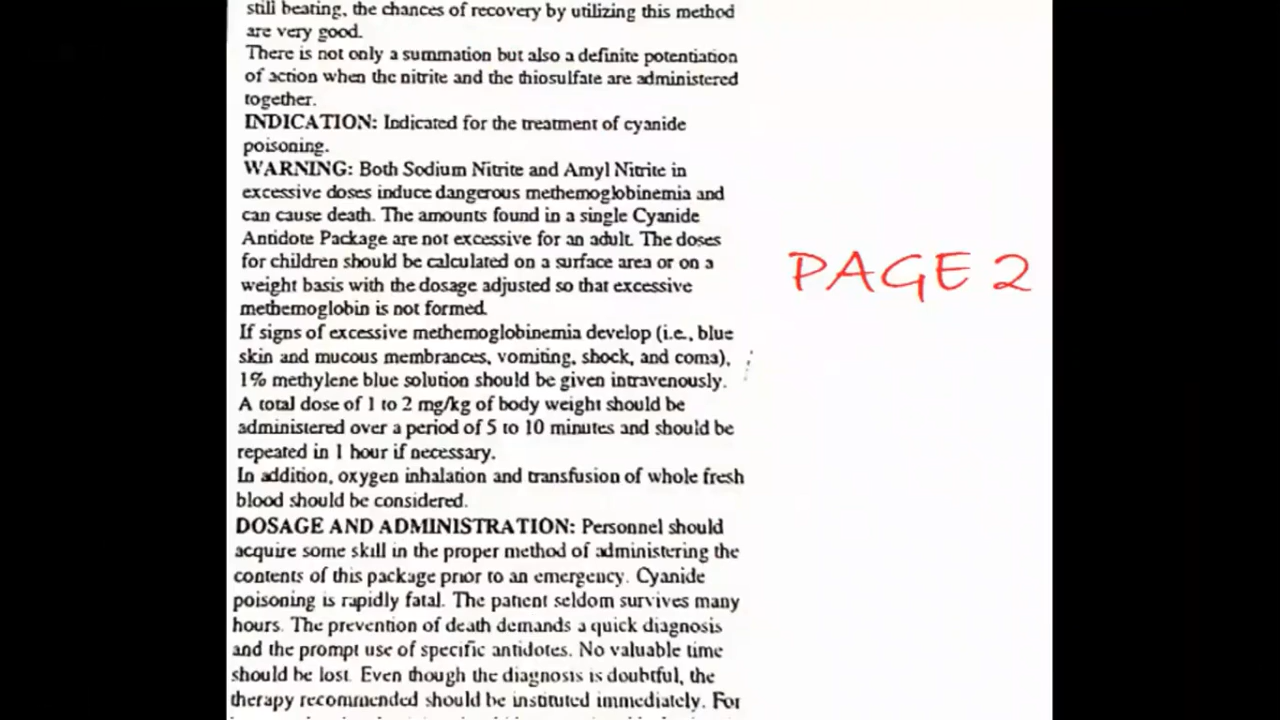 still beating, the chances of recovery by utilizing this method
are very good.
There is not only a summation but also a definite potentiation
of action when the nitrite and the thiosulfate are administered
together.
INDICATION: Indicated for the treatment of cyanide
poisoning.
WARNING: Both Sodium Nitrite and Amyl Nitrite in
excessive doses induce dangerous methemoglobinemia and
can cause death. The amounts found in a single Cyanide
Antidote Package are not excessive for an adult. The doses
for children should be calculated on a surface area or on a
weight basis with the dosage adjusted so that excessive
methemoglobin is not formed.
If signs of excessive methemoglobinemia develop (i.e., blue
skin and mucous membrances, vomiting, shock, and coma),
1% methylene blue solution should be given intravenously.
A total dose of 1 to 2 mg/kg of body weight should be
administered over a period of 5 to 10 minutes and should be
repeated in 1 hour if necessary.
In addition, oxygen inhalation and transfusion of whole fresh
blood should be considered.
DOSAGE AND ADMINISTRATION: Personnel should
acquire some skill in the proper method of administering the
contents of this package prior to an emergency. Cyanide
poisoning is rapidly fatal. The patient seldom survives many
hours. The prevention of death demands a quick diagnosis
and the prompt use of specific antidotes. No valuable time
should be lost. Even though the diagnosis is doubtful, the
therapy recommended should be instituted immediately. For
PAGE 2